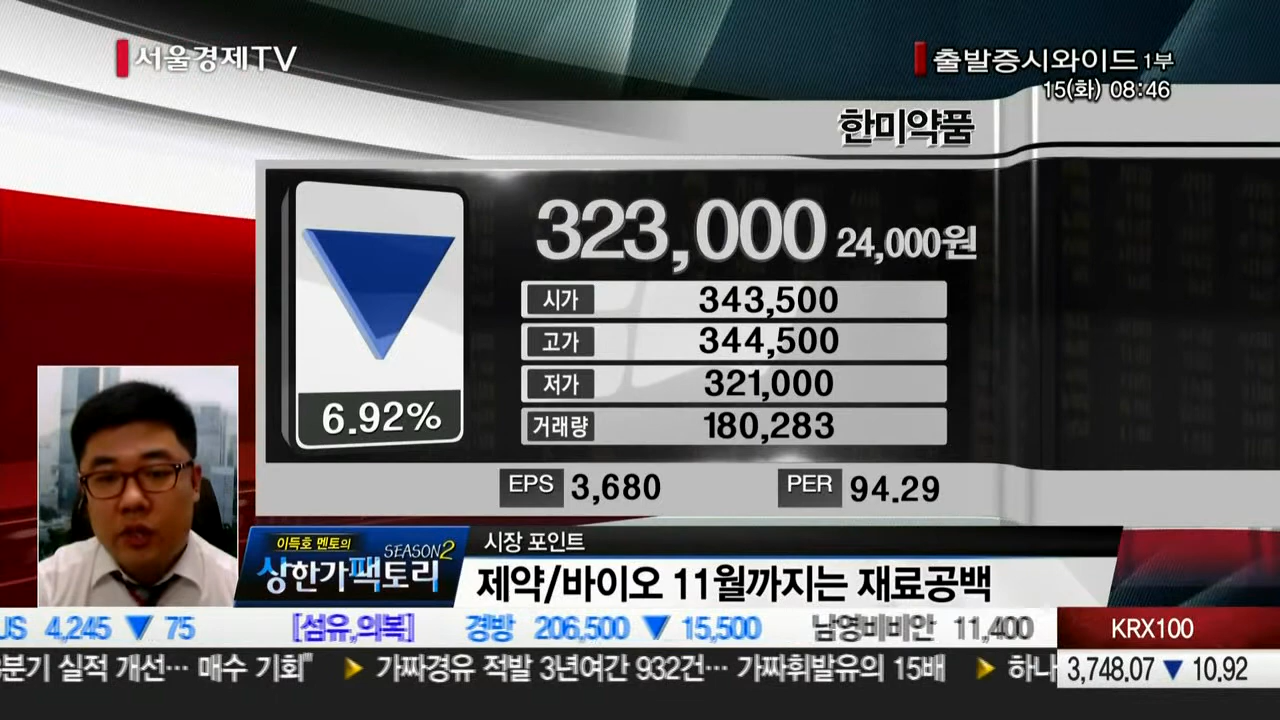 서울경제TV
출발증시와이드 1부
15(화) 08:46
한미약품
323,000 24,000원
6.92%
시가 343,500
고가 344,500
저가 321,000
거래량 180,283
EPS 3,680 PER 94.29
이득호 멘토의
상한가팩토리 SEASON2
시장 포인트
제약/바이오 11월까지는 재료공백
US 4,245 ▼ 75 [섬유,의복] 경방 206,500 ▼ 15,500 남영비비안 11,400
KRX100
분기 실적 개선… 매수 기회" ▶ 가짜경유 적발 3년여간 932건… 가짜휘발유의 15배 ▶ 하나
3,748.07 ▼ 10.92